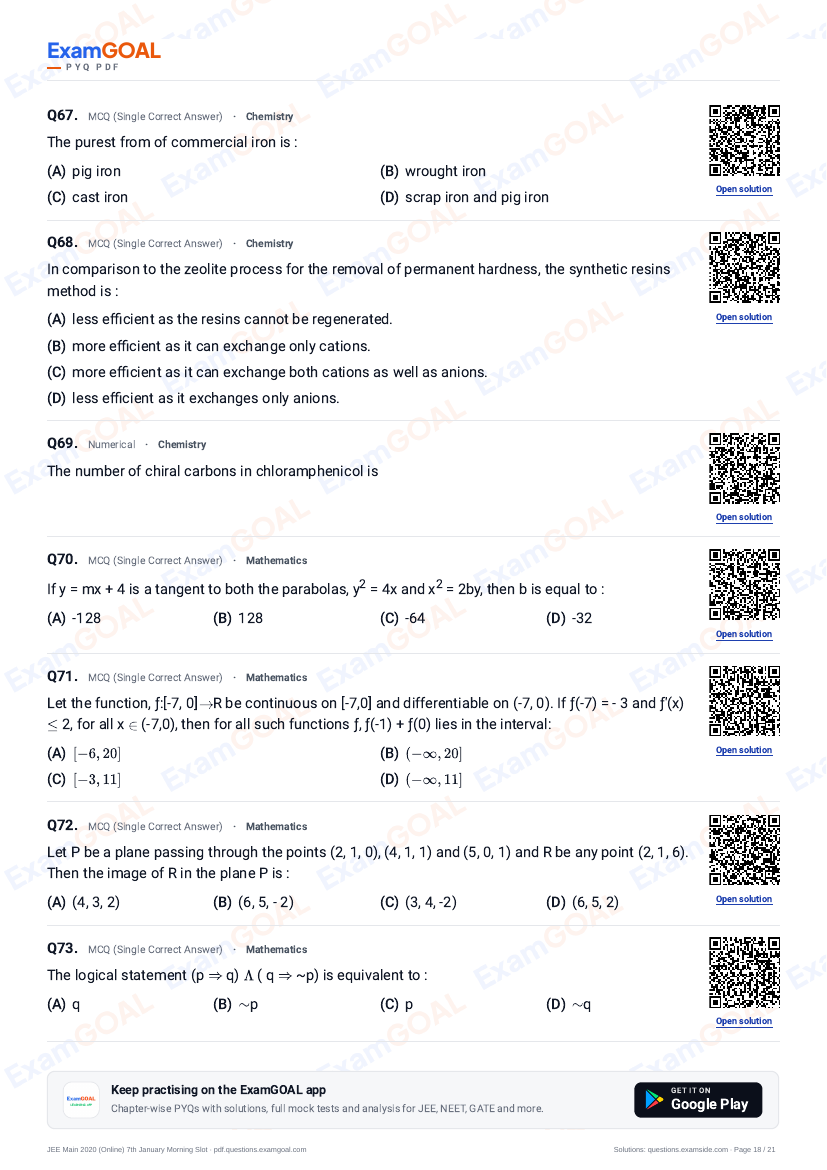 ExamGOAL
PYQ PDF
Q67. MCQ (Single Correct Answer) · Chemistry
The purest from of commercial iron is :
(A) pig iron
(B) wrought iron
(C) cast iron
(D) scrap iron and pig iron
Open solution
Q68. MCQ (Single Correct Answer) · Chemistry
In comparison to the zeolite process for the removal of permanent hardness, the synthetic resins
method is :
(A) less efficient as the resins cannot be regenerated.
(B) more efficient as it can exchange only cations.
(C) more efficient as it can exchange both cations as well as anions.
(D) less efficient as it exchanges only anions.
Open solution
Q69. Numerical · Chemistry
The number of chiral carbons in chloramphenicol is
Open solution
Q70. MCQ (Single Correct Answer) · Mathematics
If y = mx + 4 is a tangent to both the parabolas, y² = 4x and x² = 2by, then b is equal to :
(A) -128
(B) 128
(C) -64
(D) -32
Open solution
Q71. MCQ (Single Correct Answer) · Mathematics
Let the function, ƒ:[-7, 0]→R be continuous on [-7,0] and differentiable on (-7, 0). If ƒ(-7) = - 3 and ƒ'(x)
≤ 2, for all x ∈ (-7,0), then for all such functions ƒ, ƒ(-1) + ƒ(0) lies in the interval:
(A) [−6, 20]
(B) (−∞, 20]
(C) [−3, 11]
(D) (−∞, 11]
Open solution
Q72. MCQ (Single Correct Answer) · Mathematics
Let P be a plane passing through the points (2, 1, 0), (4, 1, 1) and (5, 0, 1) and R be any point (2, 1, 6).
Then the image of R in the plane P is :
(A) (4, 3, 2)
(B) (6, 5, - 2)
(C) (3, 4, -2)
(D) (6, 5, 2)
Open solution
Q73. MCQ (Single Correct Answer) · Mathematics
The logical statement (p ⇒ q) Λ ( q ⇒ ~p) is equivalent to :
(A) q
(B) ~p
(C) p
(D) ~q
Open solution
Keep practising on the ExamGOAL app
Chapter-wise PYQs with solutions, full mock tests and analysis for JEE, NEET, GATE and more.
GET IT ON
Google Play
JEE Main 2020 (Online) 7th January Morning Slot · pdf.questions.examgoal.com
Solutions: questions.examside.com · Page 18 / 21